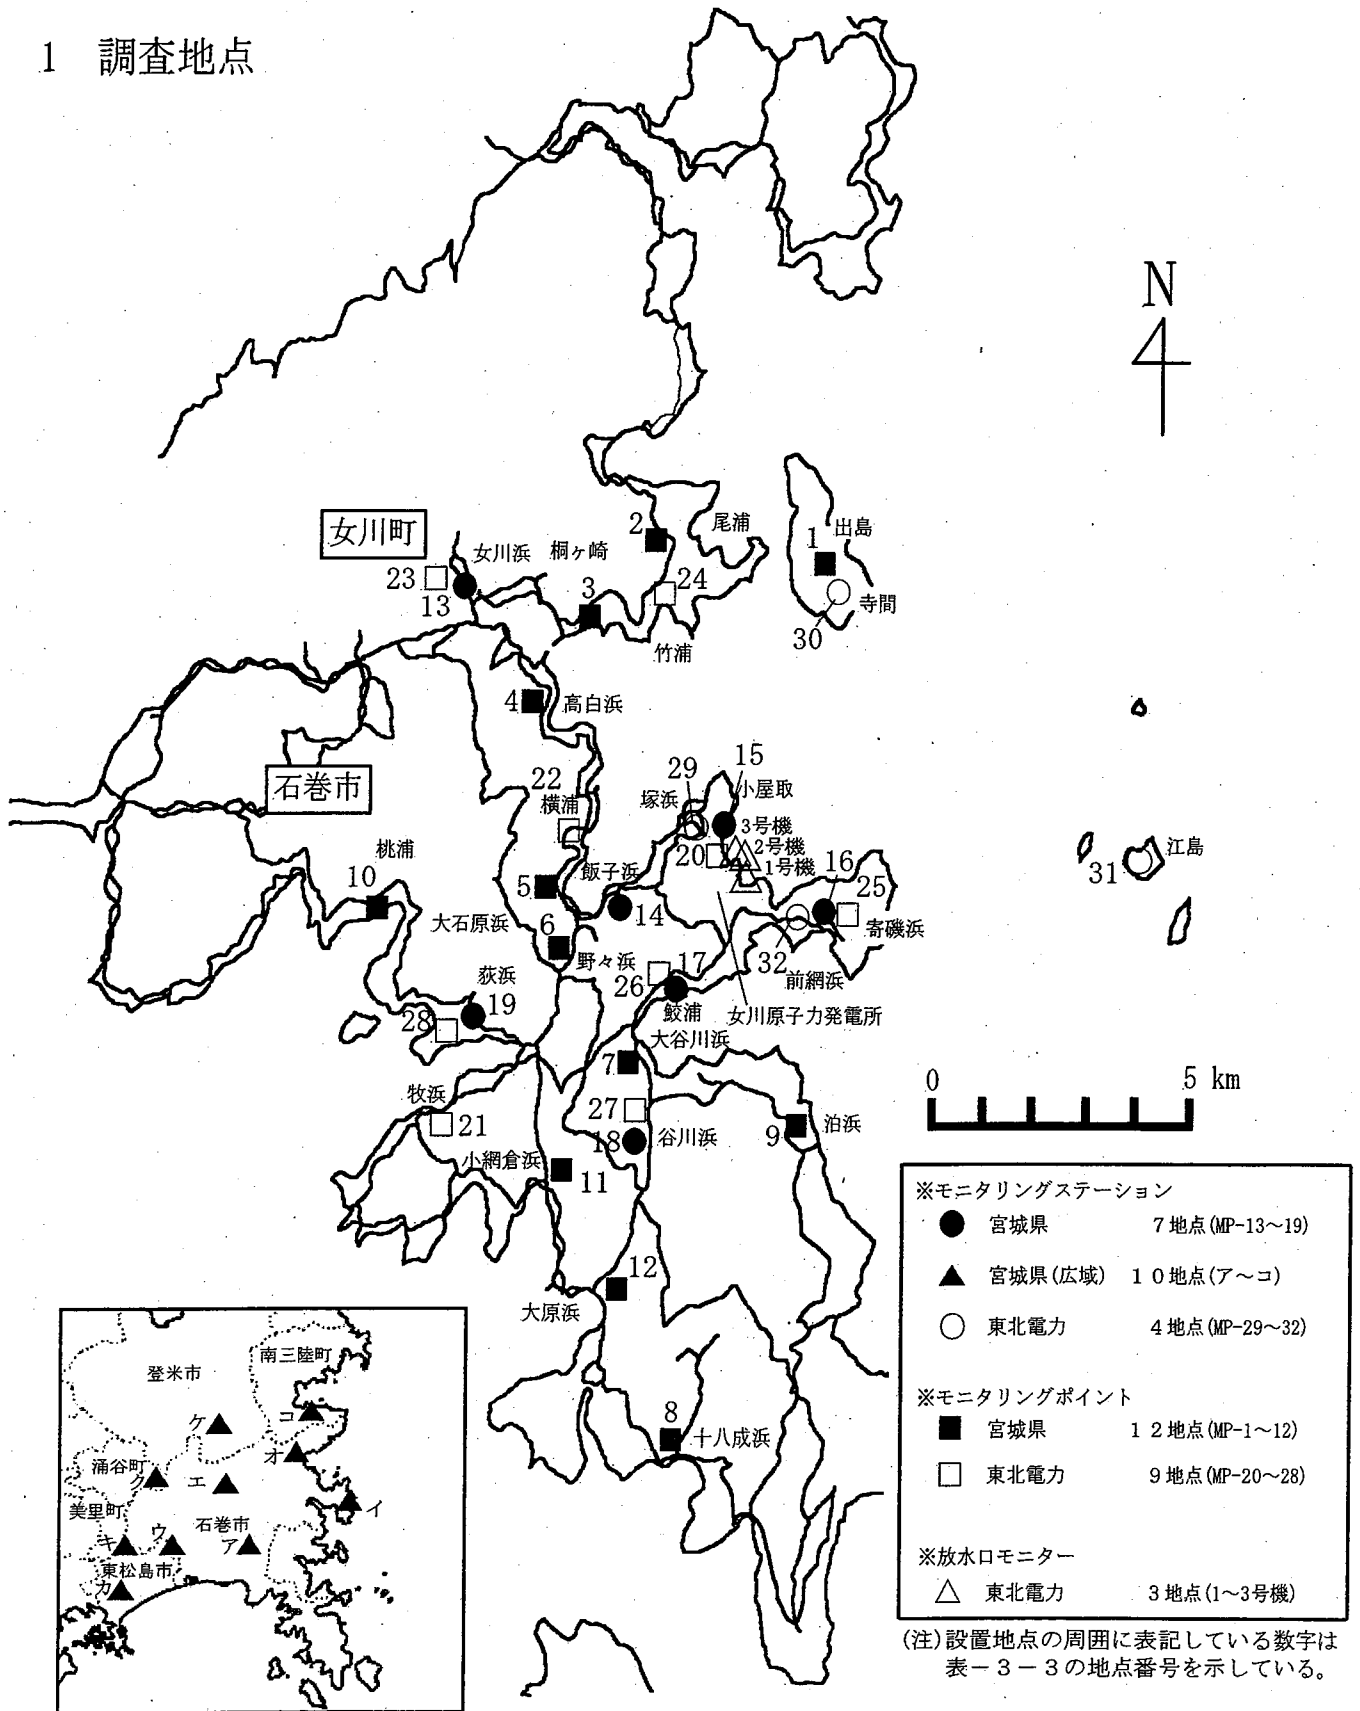 1 調査地点
N
女川町
女川浜
桐ヶ崎
尾浦
出島
寺間
竹浦
高白浜
石巻市
横浦
塚浜
小屋取
3号機
2号機
1号機
江島
桃浦
飯子浜
大石原浜
野々浜
寄磯浜
前網浜
荻浜
鮫浦
女川原子力発電所
大谷川浜
牧浜
谷川浜
泊浜
小網倉浜
大原浜
十八成浜
1
2
3
4
5
6
7
8
9
10
11
12
13
14
15
16
17
18
19
20
21
22
23
24
25
26
27
28
29
30
31
32
0 5 km
※モニタリングステーション
宮城県 7地点(MP-13～19)
宮城県(広域) 10地点(ア～コ)
東北電力 4地点(MP-29～32)
※モニタリングポイント
宮城県 12地点(MP-1～12)
東北電力 9地点(MP-20～28)
※放水口モニター
東北電力 3地点(1～3号機)
(注)設置地点の周囲に表記している数字は
表－3－3の地点番号を示している。
南三陸町
登米市
ケ
コ
オ
涌谷町
ク
エ
イ
美里町
石巻市
キ
ウ
ア
東松島市
カ